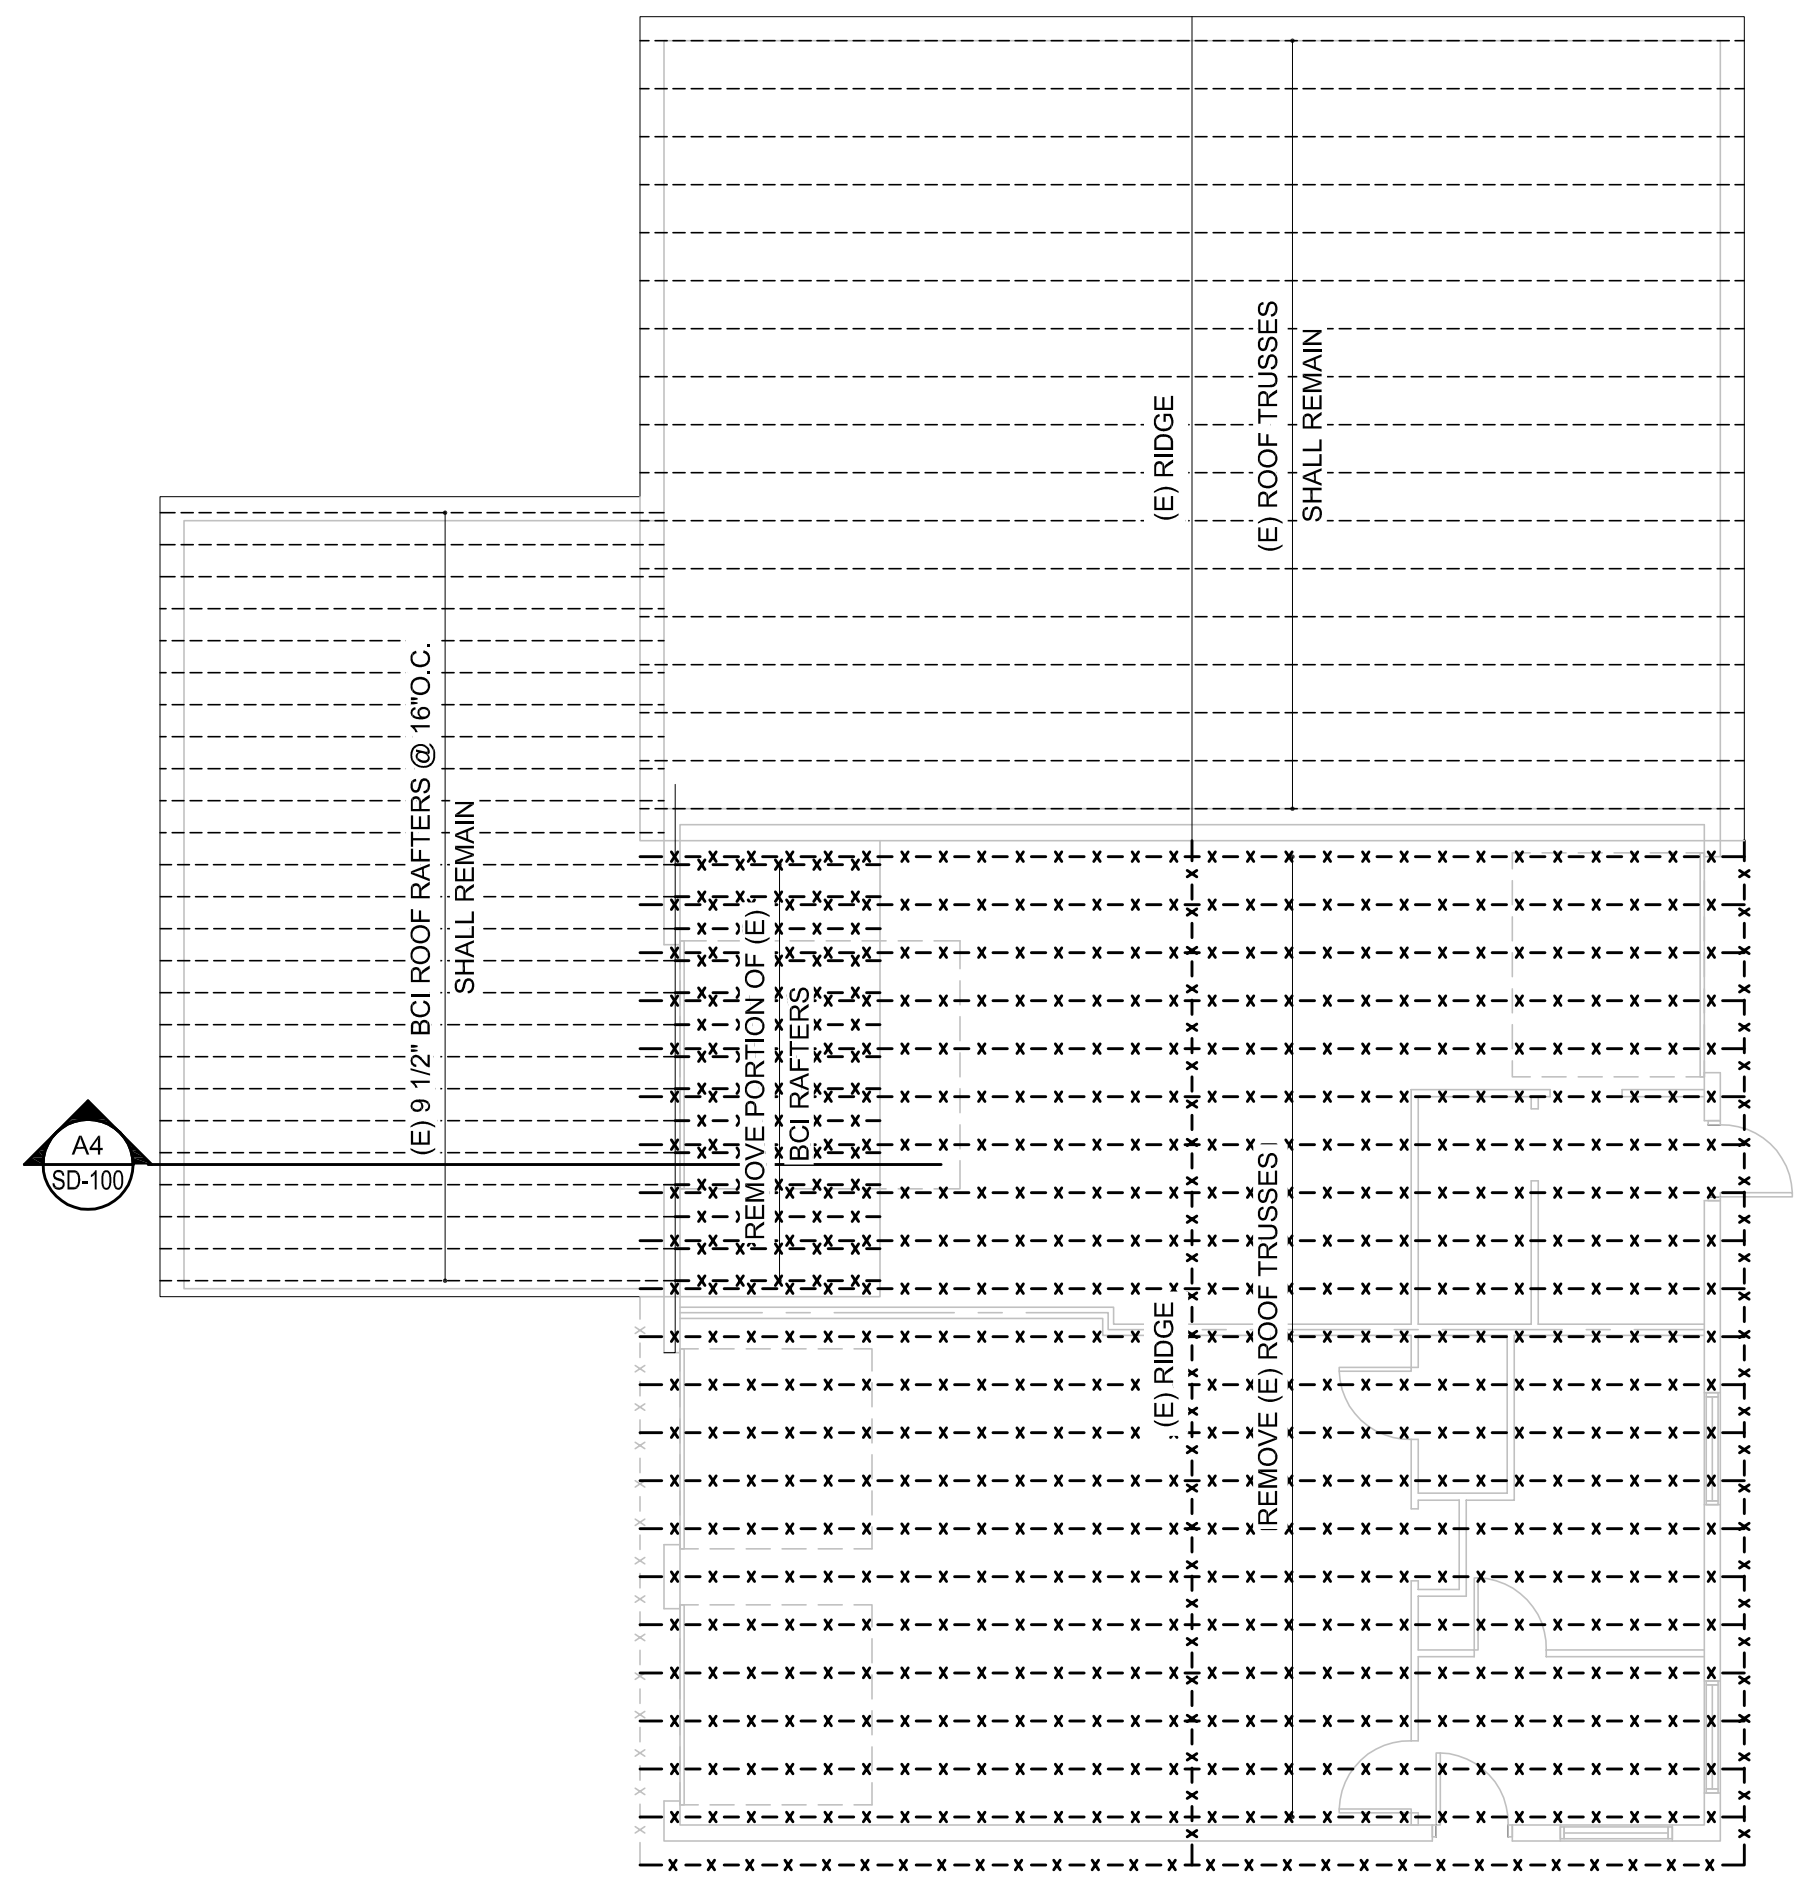 (E) RIDGE
(E) ROOF TRUSSES
SHALL REMAIN
(E) 9 1/2" BCI ROOF RAFTERS @ 16"O.C.
SHALL REMAIN
REMOVE PORTION OF (E)
BCI RAFTERS
A4
SD-100
(E) RIDGE
REMOVE (E) ROOF TRUSSES